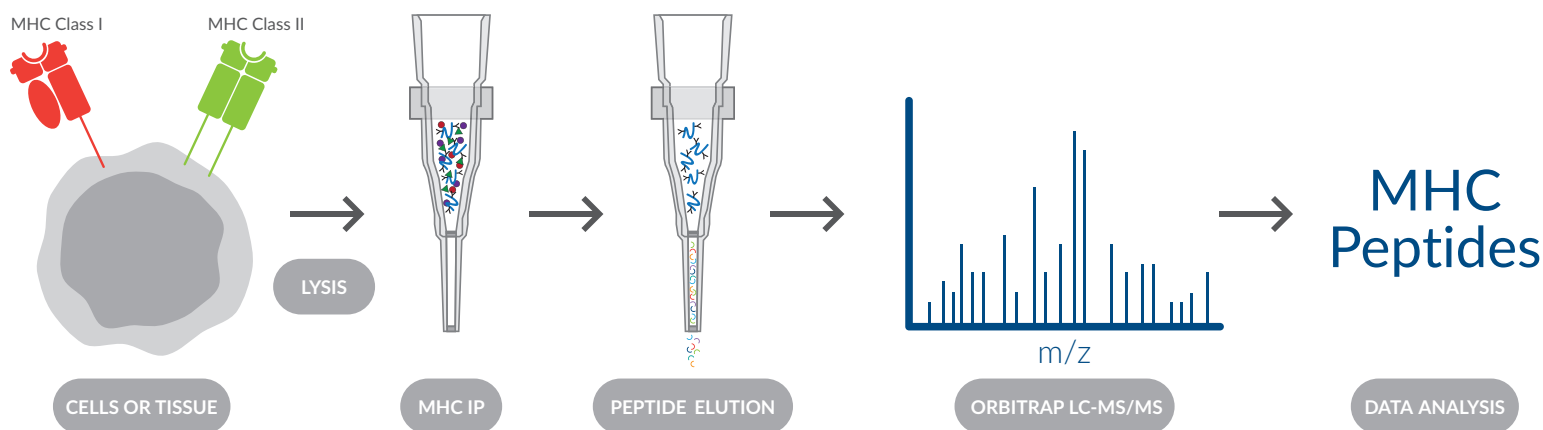 MHC Class I
MHC Class II
LYSIS
m/z
MHC
Peptides
CELLS OR TISSUE
MHC IP
PEPTIDE ELUTION
ORBITRAP LC-MS/MS
DATA ANALYSIS